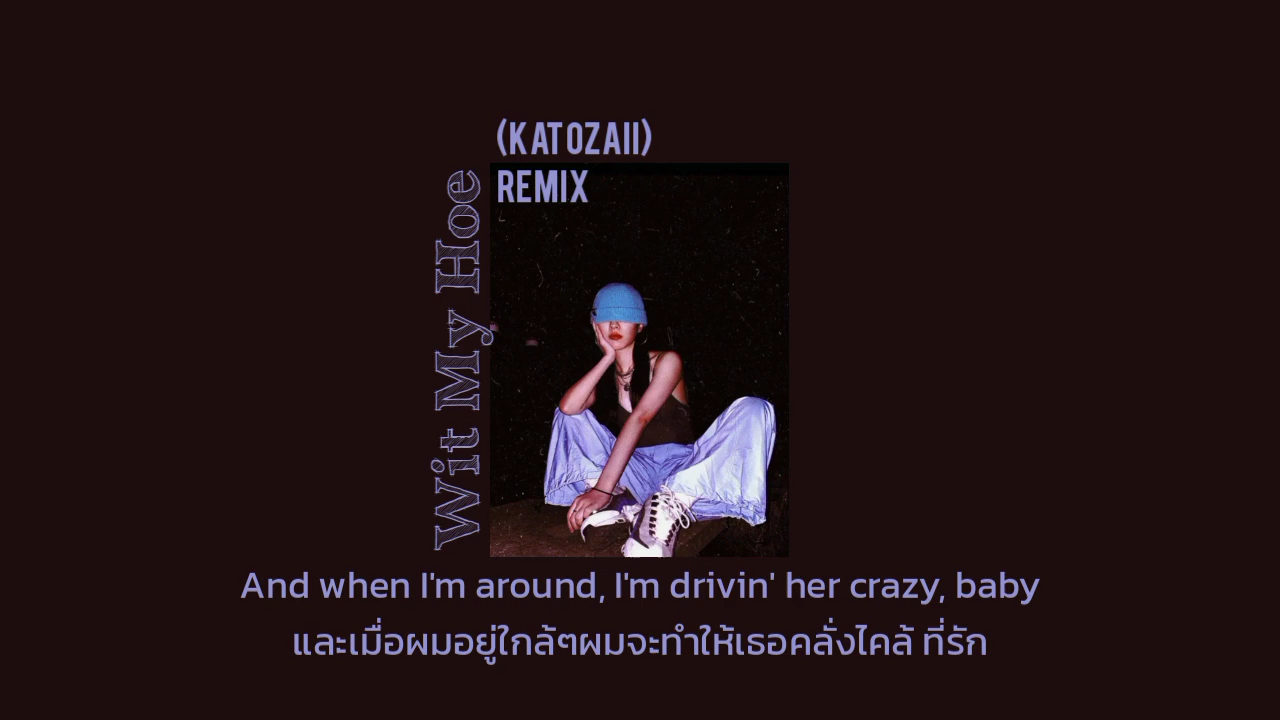 (KATOZAII)
REMIX
Wit My Hoe
And when I'm around, I'm drivin' her crazy, baby
และเมื่อผมอยู่ใกล้ๆผมจะทำให้เธอคลั่งไคล้ ที่รัก